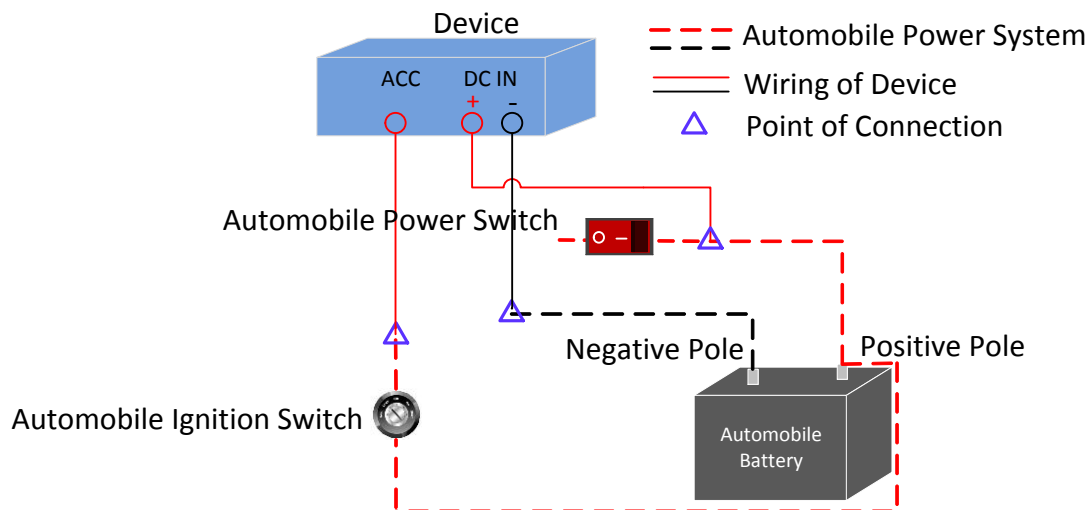 Device
Automobile Power System
ACC
DC IN
Wiring of Device
+
–
Point of Connection
Automobile Power Switch
Negative Pole
Positive Pole
Automobile Ignition Switch
Automobile
Battery